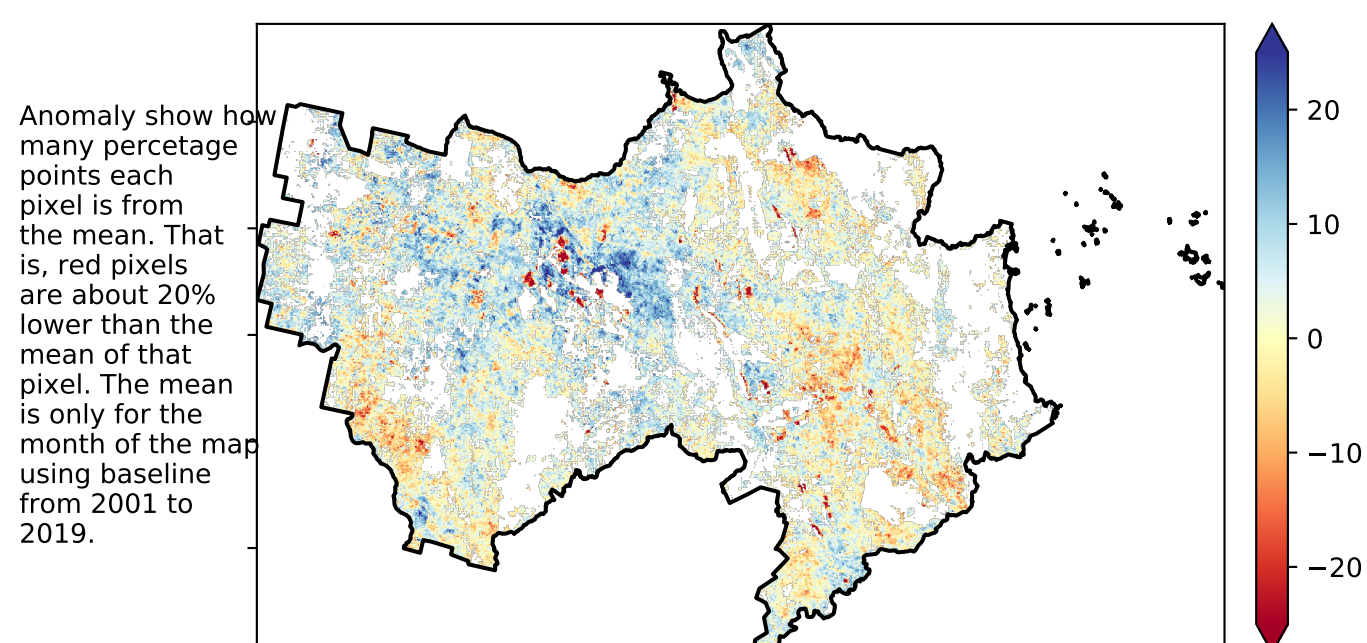 Anomaly show how
many percetage
points each
pixel is from
the mean. That
is, red pixels
are about 20%
lower than the
mean of that
pixel. The mean
is only for the
month of the map
using baseline
from 2001 to
2019.
20
10
0
−10
−20